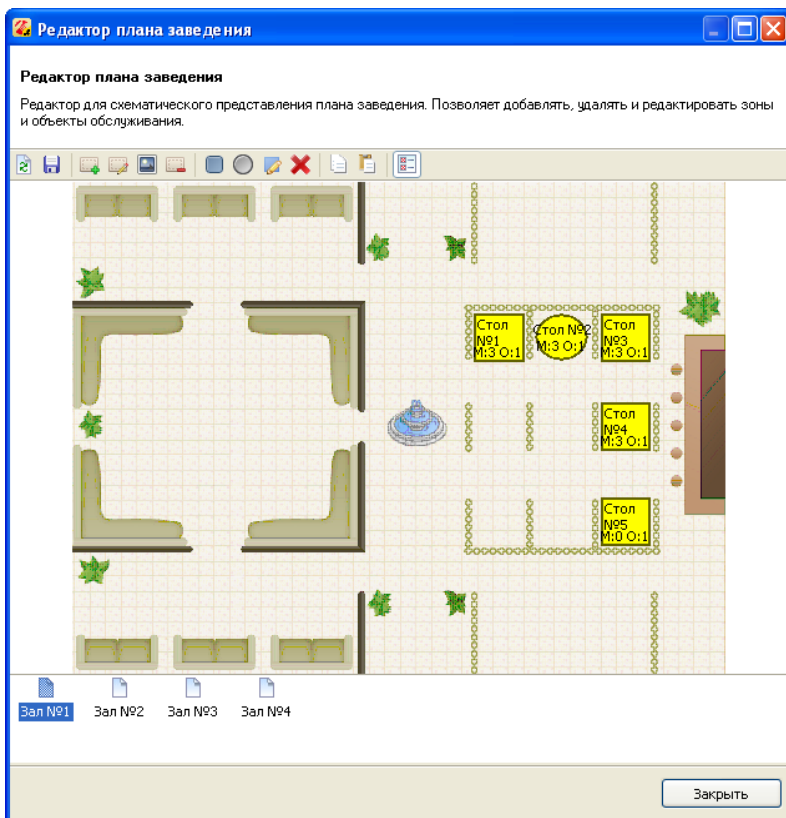 Редактор плана заведения
Редактор плана заведения
Редактор для схематического представления плана заведения. Позволяет добавлять, удалять и редактировать зоны
и объекты обслуживания.
Стол
№1
М:3 О:1
Стол №2
М:3 О:1
Стол
№3
М:3 О:1
Стол
№4
М:3 О:1
Стол
№5
М:0 О:1
Зал №1 Зал №2 Зал №3 Зал №4
Закрыть